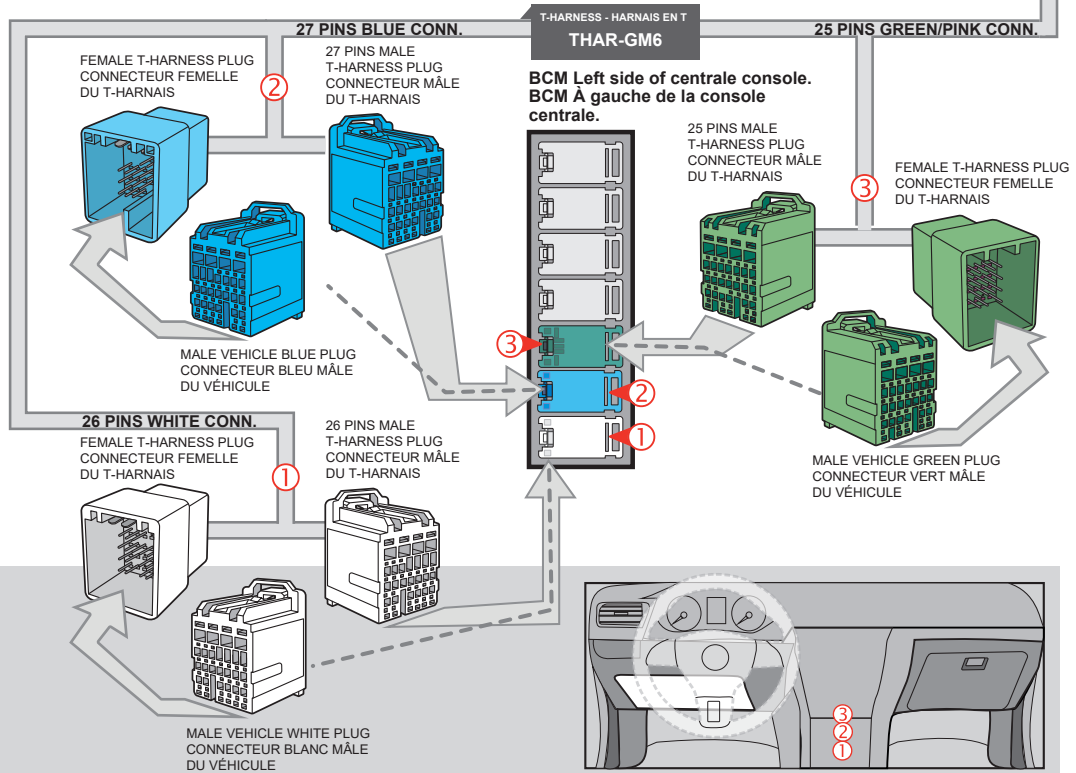 T-HARNESS - HARNAIS EN T
THAR-GM6
27 PINS BLUE CONN.
25 PINS GREEN/PINK CONN.
FEMALE T-HARNESS PLUG
CONNECTEUR FEMELLE
DU T-HARNAIS
2
27 PINS MALE
T-HARNESS PLUG
CONNECTEUR MÂLE
DU T-HARNAIS
BCM Left side of centrale console.
BCM À gauche de la console
centrale.
25 PINS MALE
T-HARNESS PLUG
CONNECTEUR MÂLE
DU T-HARNAIS
3
FEMALE T-HARNESS PLUG
CONNECTEUR FEMELLE
DU T-HARNAIS
MALE VEHICLE BLUE PLUG
CONNECTEUR BLEU MÂLE
DU VÉHICULE
3
2
1
MALE VEHICLE GREEN PLUG
CONNECTEUR VERT MÂLE
DU VÉHICULE
26 PINS WHITE CONN.
FEMALE T-HARNESS PLUG
CONNECTEUR FEMELLE
DU T-HARNAIS
1
26 PINS MALE
T-HARNESS PLUG
CONNECTEUR MÂLE
DU T-HARNAIS
MALE VEHICLE WHITE PLUG
CONNECTEUR BLANC MÂLE
DU VÉHICULE
3
2
1